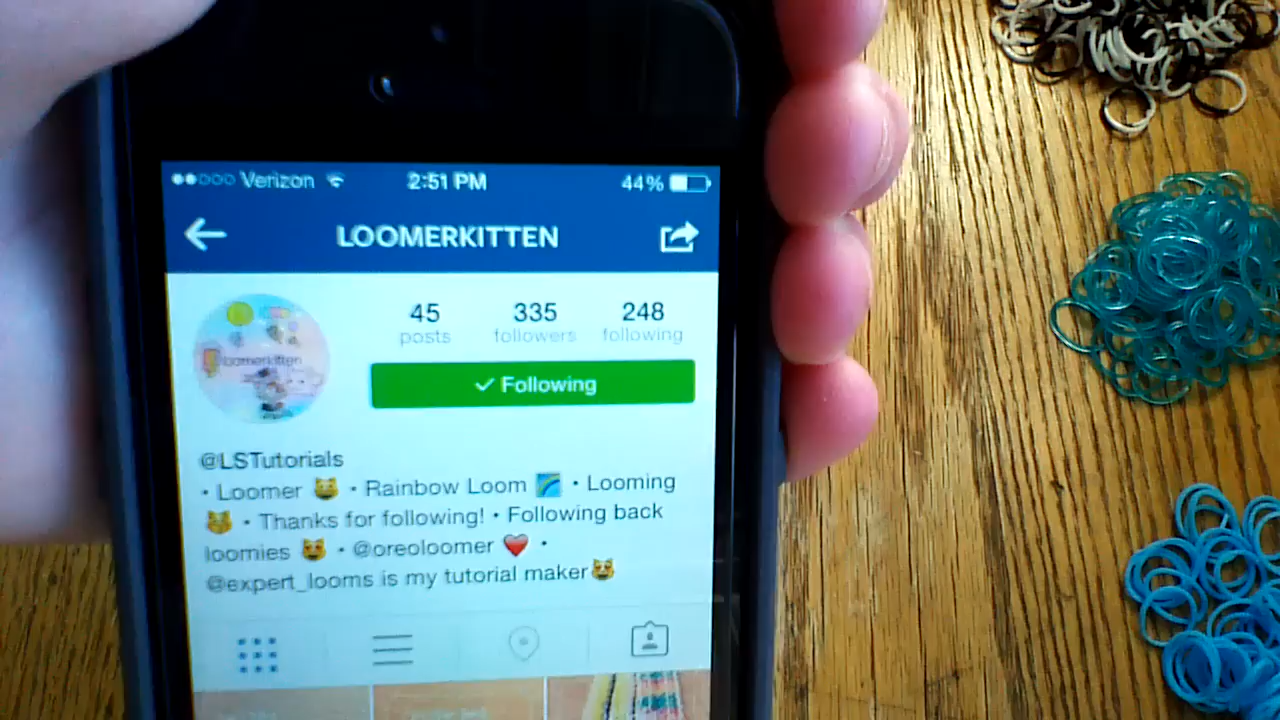 Verizon 2:51 PM 44%
LOOMERKITTEN
45 335 248
posts followers following
loomerkitten
✓ Following
@LSTutorials
• Loomer 😺 • Rainbow Loom 🌈 • Looming
😽 • Thanks for following! • Following back
loomies 😻 • @oreoloomer ❤️ •
@expert_looms is my tutorial maker😸